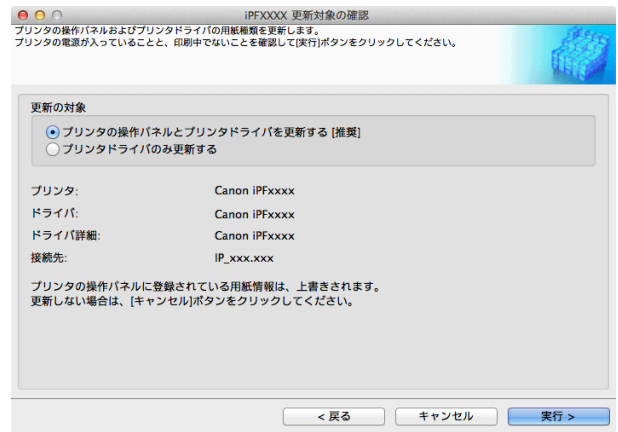 iPFXXXX 更新対象の確認
プリンタの操作パネルおよびプリンタドライバの用紙種類を更新します。
プリンタの電源が入っていることと、印刷中でないことを確認して[実行]ボタンをクリックしてください。
更新の対象
プリンタの操作パネルとプリンタドライバを更新する [推奨]
プリンタドライバのみ更新する
プリンタ: Canon iPFxxxx
ドライバ: Canon iPFxxxx
ドライバ詳細: Canon iPFxxxx
接続先: IP_xxx.xxx
プリンタの操作パネルに登録されている用紙情報は、上書きされます。
更新しない場合は、[キャンセル]ボタンをクリックしてください。
< 戻る キャンセル 実行 >